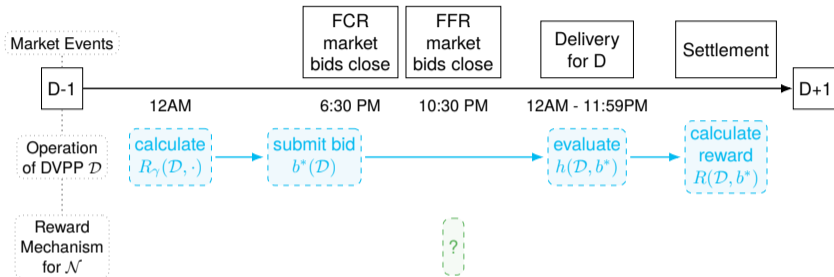 Market Events
FCR
market
bids close
FFR
market
bids close
Delivery
for D
Settlement
D-1
D+1
12AM
6:30 PM
10:30 PM
12AM - 11:59PM
Operation
of DVPP 𝒟
calculate
R_γ(𝒟, ·)
submit bid
b*(𝒟)
evaluate
h(𝒟, b*)
calculate
reward
R(𝒟, b*)
Reward
Mechanism
for 𝒩
?